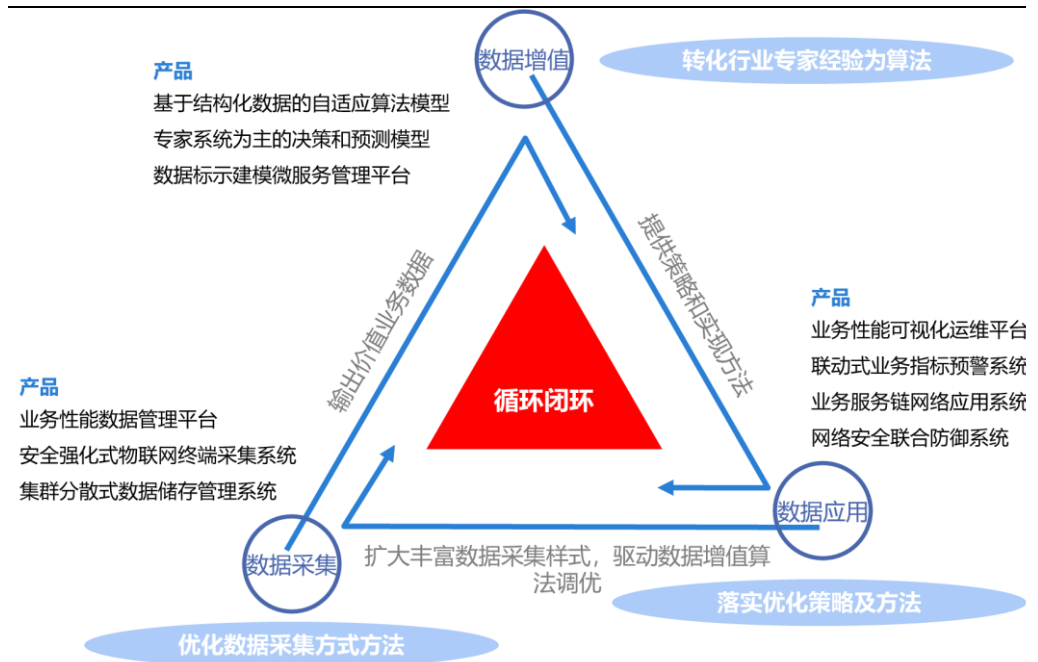 数据增值
转化行业专家经验为算法
产品
基于结构化数据的自适应算法模型
专家系统为主的决策和预测模型
数据标示建模微服务管理平台
输出价值业务数据
提供策略和实现方法
产品
业务性能可视化运维平台
联动式业务指标预警系统
业务服务链网络应用系统
网络安全联合防御系统
产品
业务性能数据管理平台
安全强化式物联网终端采集系统
集群分散式数据储存管理系统
循环闭环
数据应用
数据采集
扩大丰富数据采集样式，驱动数据增值算
法调优
落实优化策略及方法
优化数据采集方式方法